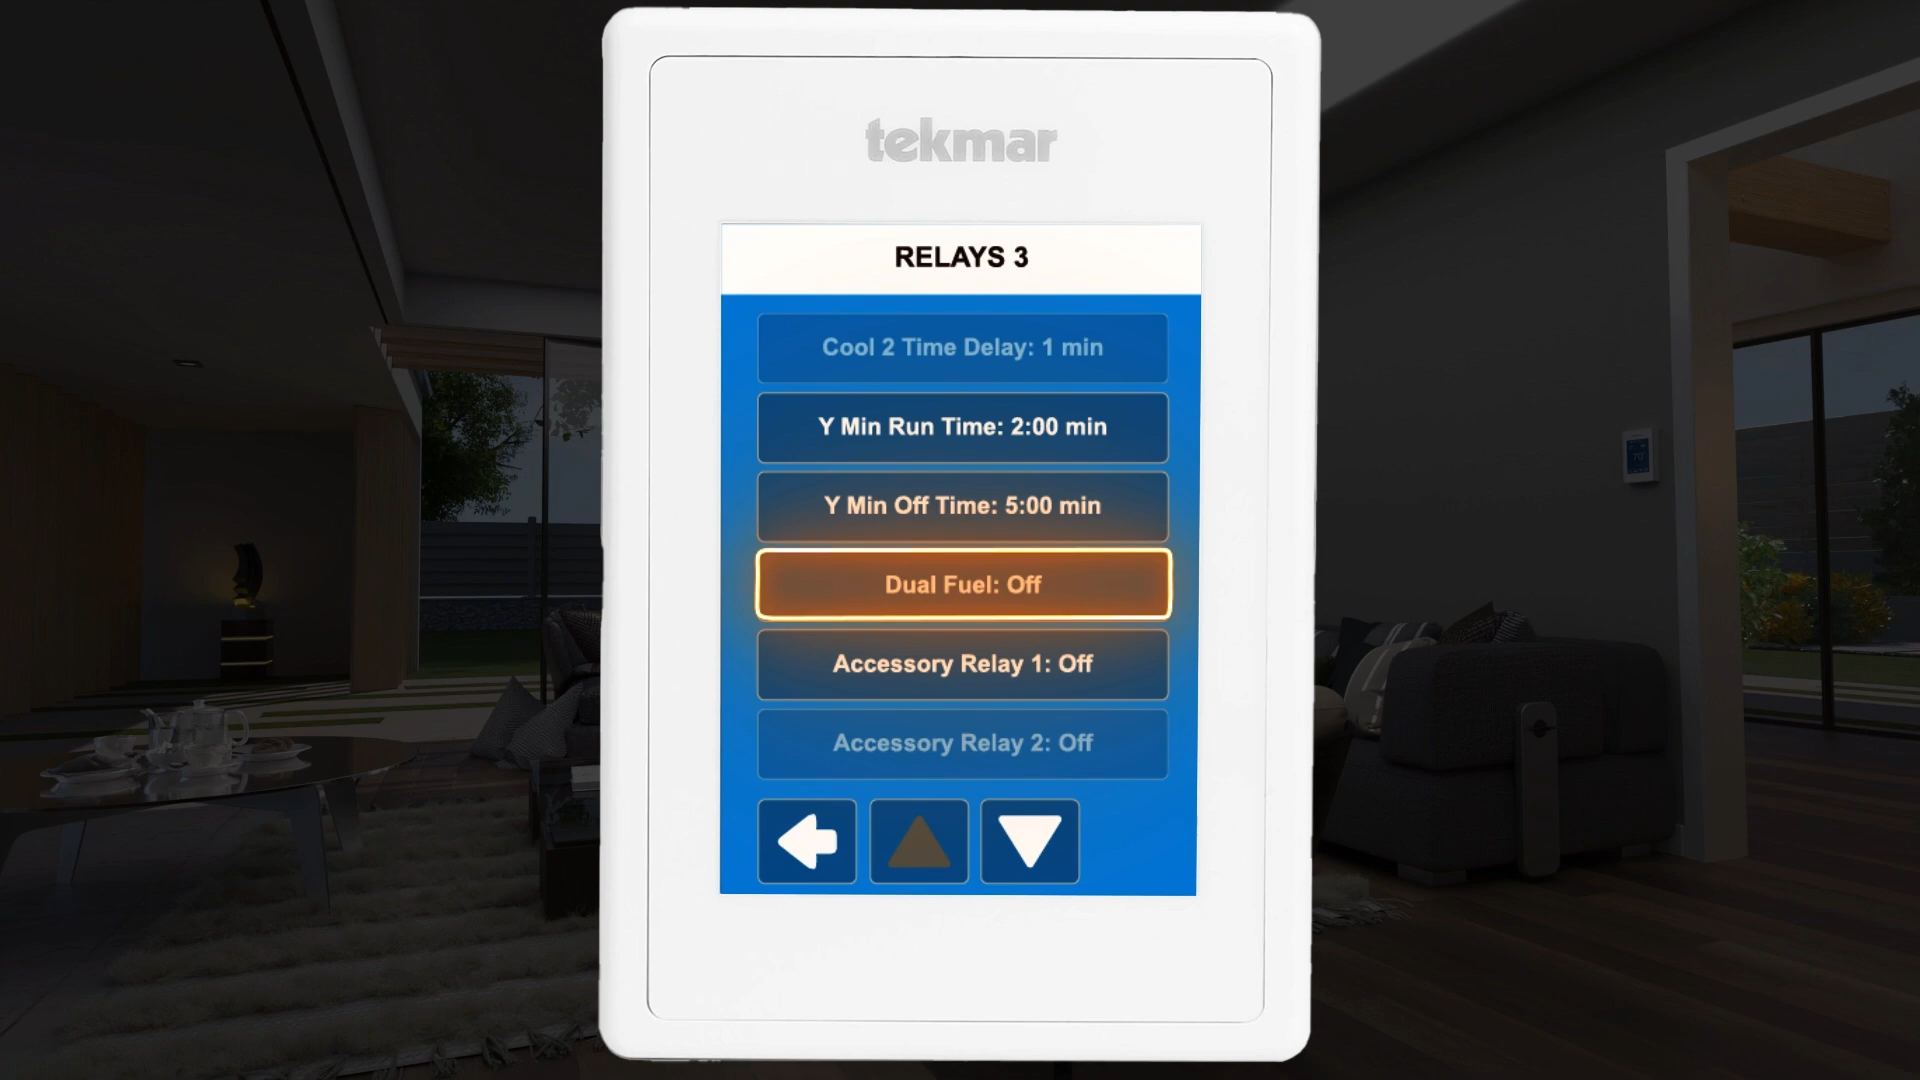 tekmar
RELAYS 3
Cool 2 Time Delay: 1 min
Y Min Run Time: 2:00 min
Y Min Off Time: 5:00 min
Dual Fuel: Off
Accessory Relay 1: Off
Accessory Relay 2: Off